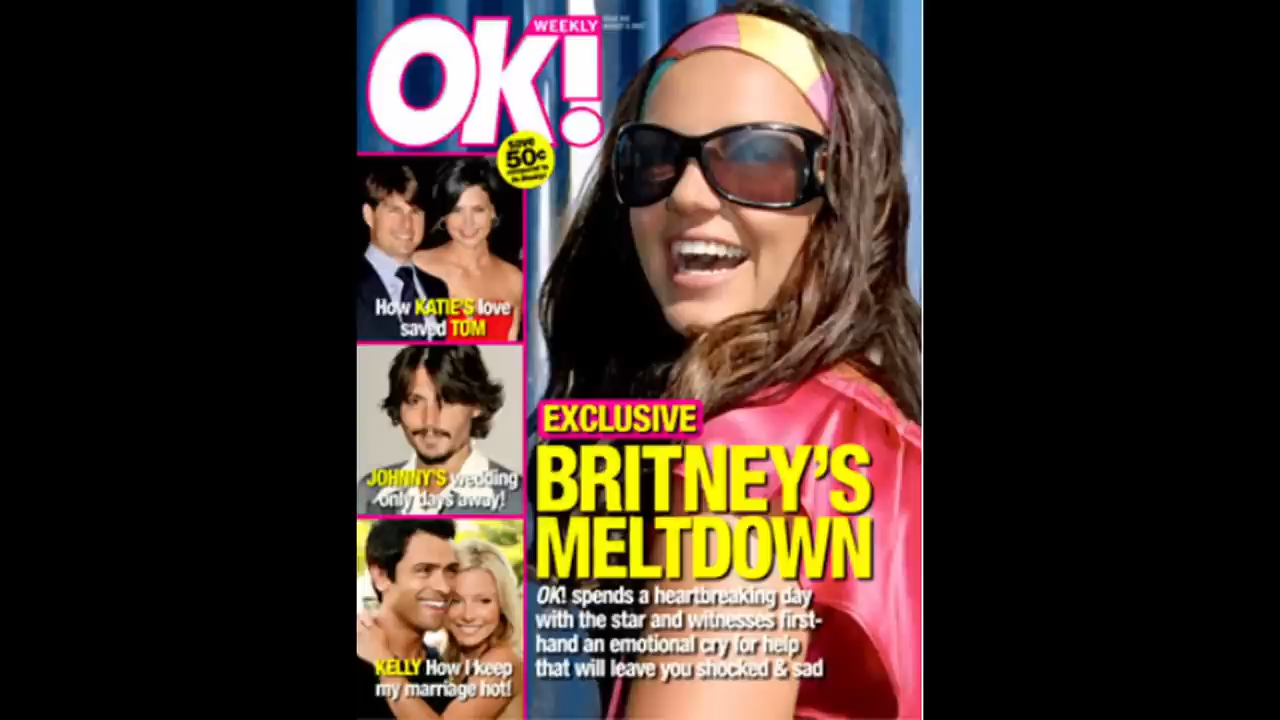 OK!
WEEKLY
save
50¢
How KATIE'S love
saved TOM
JOHNNY'S wedding
only days away!
KELLY How I keep
my marriage hot!
EXCLUSIVE
BRITNEY'S
MELTDOWN
OK! spends a heartbreaking day
with the star and witnesses first-
hand an emotional cry for help
that will leave you shocked & sad